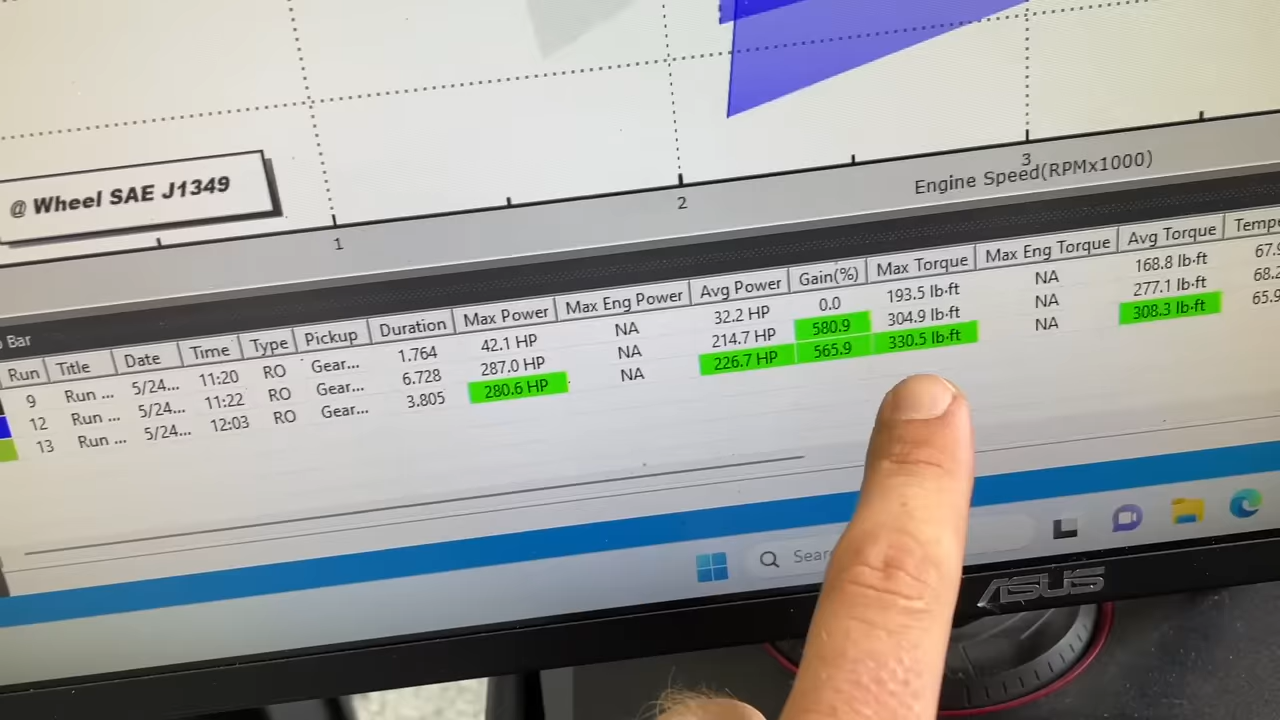 @ Wheel SAE J1349
1 2 3
Engine Speed(RPMx1000)
Bar
Run Title Date Time Type Pickup Duration Max Power Max Eng Power Avg Power Gain(%) Max Torque Max Eng Torque Avg Torque
9 Run ... 5/24... 11:20 RO Gear... 1.764 42.1 HP NA 32.2 HP 0.0 193.5 lb·ft NA 168.8 lb·ft 67.9
12 Run ... 5/24... 11:22 RO Gear... 6.728 287.0 HP NA 214.7 HP 580.9 304.9 lb·ft NA 277.1 lb·ft 68.2
13 Run ... 5/24... 12:03 RO Gear... 3.805 280.6 HP NA 226.7 HP 565.9 330.5 lb·ft NA 308.3 lb·ft 65.9
ASUS